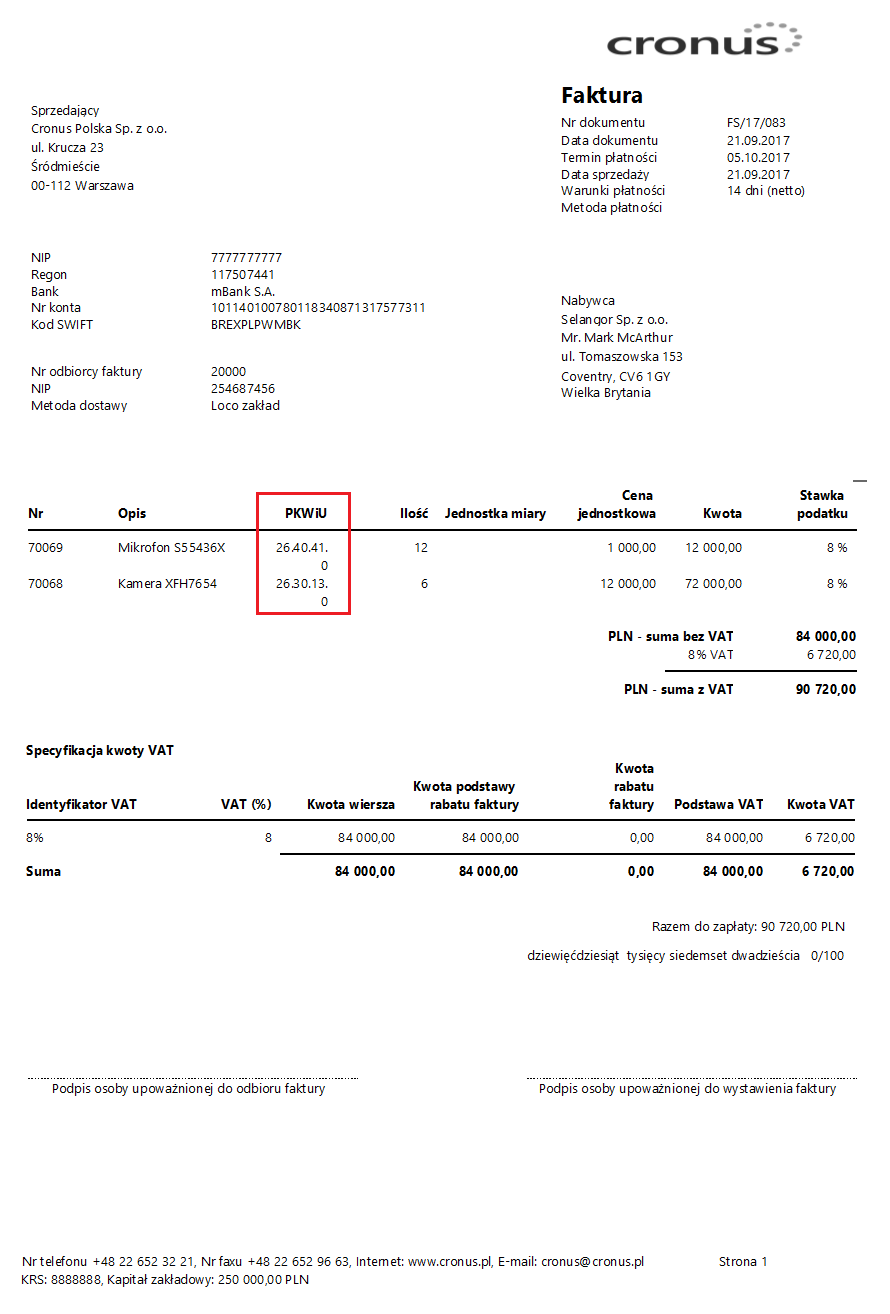 cronus
Faktura
Sprzedający
Cronus Polska Sp. z o.o.
ul. Krucza 23
Śródmieście
00-112 Warszawa
Nr dokumentu FS/17/083
Data dokumentu 21.09.2017
Termin płatności 05.10.2017
Data sprzedaży 21.09.2017
Warunki płatności 14 dni (netto)
Metoda płatności
NIP 7777777777
Regon 117507441
Bank mBank S.A.
Nr konta 10114010078011834087131757​7311
Kod SWIFT BREXPLPWMBK
Nabywca
Selangor Sp. z o.o.
Mr. Mark McArthur
ul. Tomaszowska 153
Coventry, CV6 1GY
Wielka Brytania
Nr odbiorcy faktury 20000
NIP 254687456
Metoda dostawy Loco zakład
Nr Opis PKWiU Ilość Jednostka miary Cena jednostkowa Kwota Stawka podatku
70069 Mikrofon S55436X 26.40.41. 12 1 000,00 12 000,00 8 %
0
70068 Kamera XFH7654 26.30.13. 6 12 000,00 72 000,00 8 %
0
PLN - suma bez VAT 84 000,00
8% VAT 6 720,00
PLN - suma z VAT 90 720,00
Specyfikacja kwoty VAT
Identyfikator VAT VAT (%) Kwota wiersza Kwota podstawy rabatu faktury Kwota rabatu faktury Podstawa VAT Kwota VAT
8% 8 84 000,00 84 000,00 0,00 84 000,00 6 720,00
Suma 84 000,00 84 000,00 0,00 84 000,00 6 720,00
Razem do zapłaty: 90 720,00 PLN
dziewięćdziesiąt tysięcy siedemset dwadzieścia 0/100
Podpis osoby upoważnionej do odbioru faktury
Podpis osoby upoważnionej do wystawienia faktury
Nr telefonu +48 22 652 32 21, Nr faxu +48 22 652 96 63, Internet: www.cronus.pl, E-mail: cronus@cronus.pl Strona 1
KRS: 8888888, Kapitał zakładowy: 250 000,00 PLN